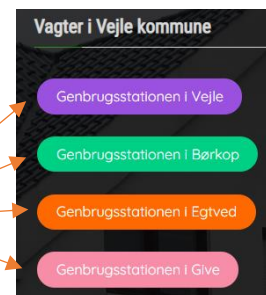 Vagter i Vejle kommune
Genbrugsstationen i Vejle
Genbrugsstationen i Børkop
Genbrugsstationen i Egtved
Genbrugsstationen i Give